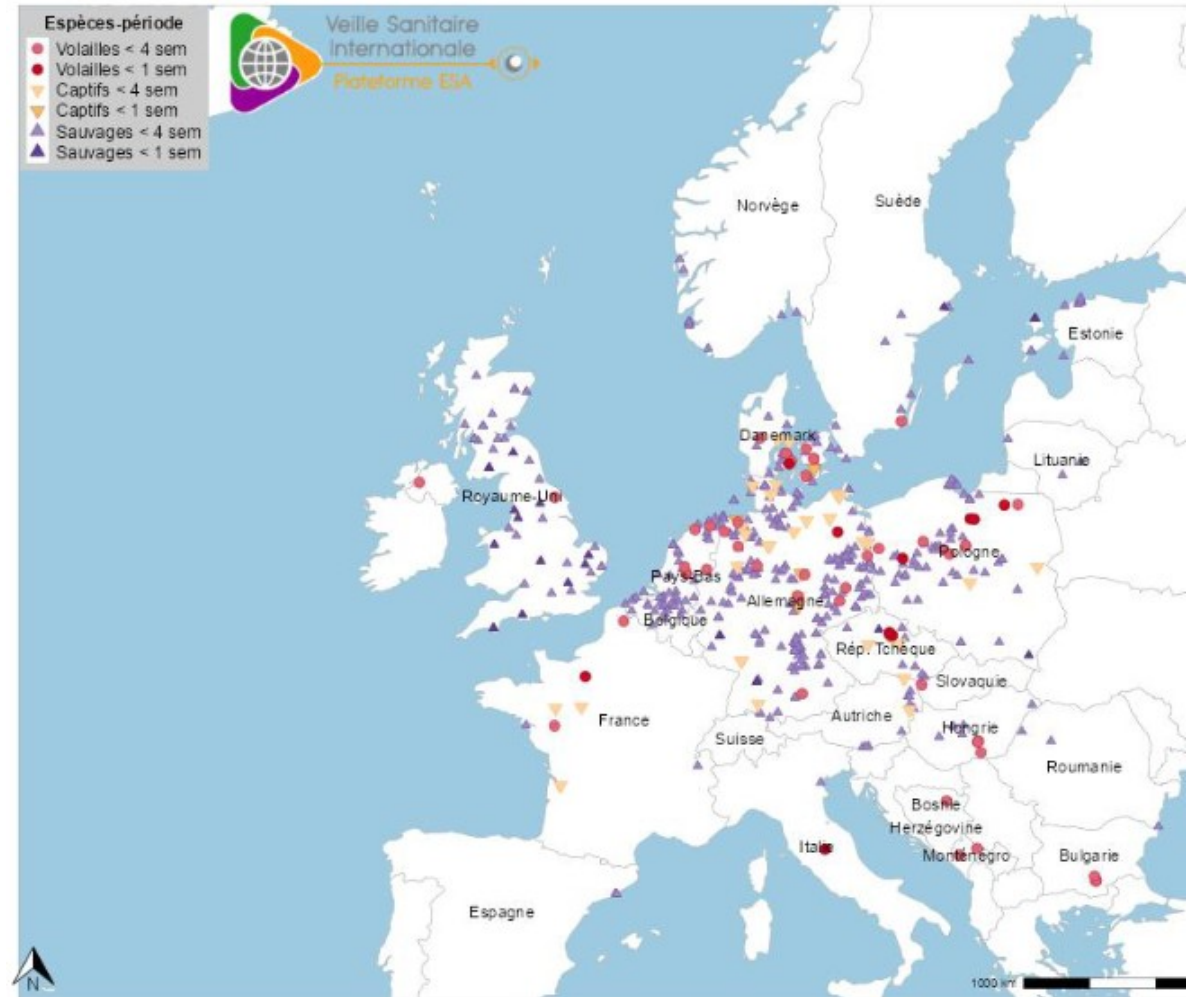 Espèces-période
Volailles < 4 sem
Volailles < 1 sem
Captifs < 4 sem
Captifs < 1 sem
Sauvages < 4 sem
Sauvages < 1 sem
Veille Sanitaire
Internationale
Plateforme ESA
Norvège
Suède
Estonie
Danemark
Lituanie
Royaume-Uni
Pologne
Pays-Bas
Allemagne
Belgique
Rép. Tchèque
Slovaquie
Autriche
France
Hongrie
Suisse
Roumanie
Bosnie
Herzégovine
Italie
Monténégro
Bulgarie
Espagne
N
1000 km